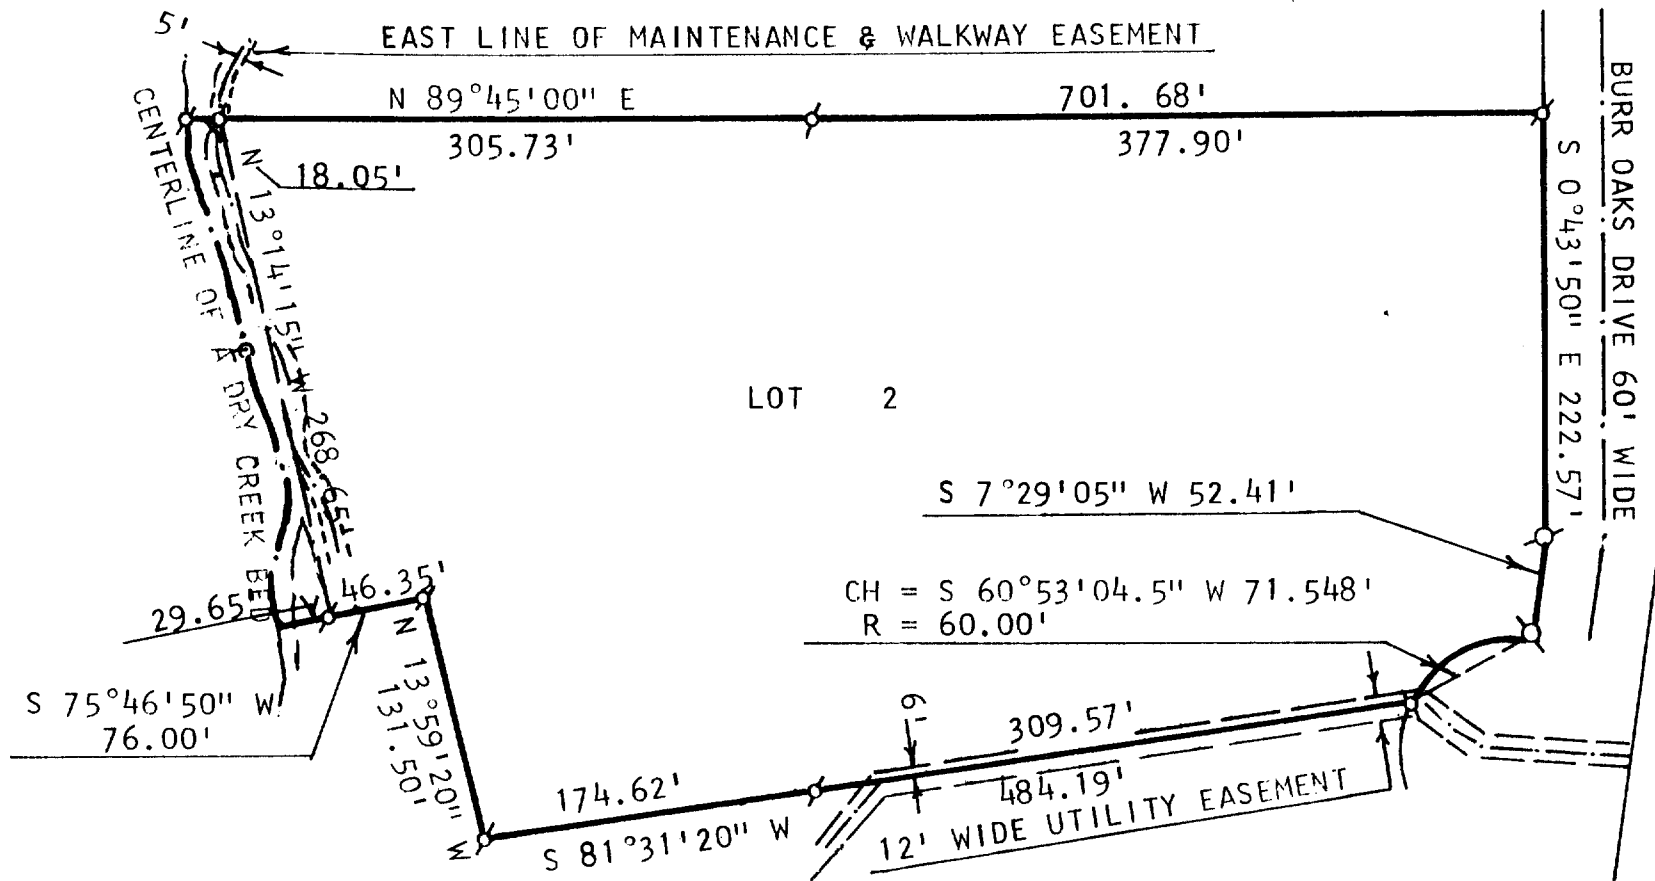 5'
EAST LINE OF MAINTENANCE & WALKWAY EASEMENT
N 89°45'00" E
701.68'
305.73'
377.90'
18.05'
CENTERLINE OF A DRY CREEK BED
N 13°14'15" W 268.65'
BURR OAKS DRIVE 60' WIDE
S 0°43'50" E 222.57'
LOT 2
S 7°29'05" W 52.41'
CH = S 60°53'04.5" W 71.548'
R = 60.00'
29.65'
46.35'
S 75°46'50" W
76.00'
N 13°59'20" W
131.50'
6'
309.57'
174.62'
484.19'
S 81°31'20" W
12' WIDE UTILITY EASEMENT